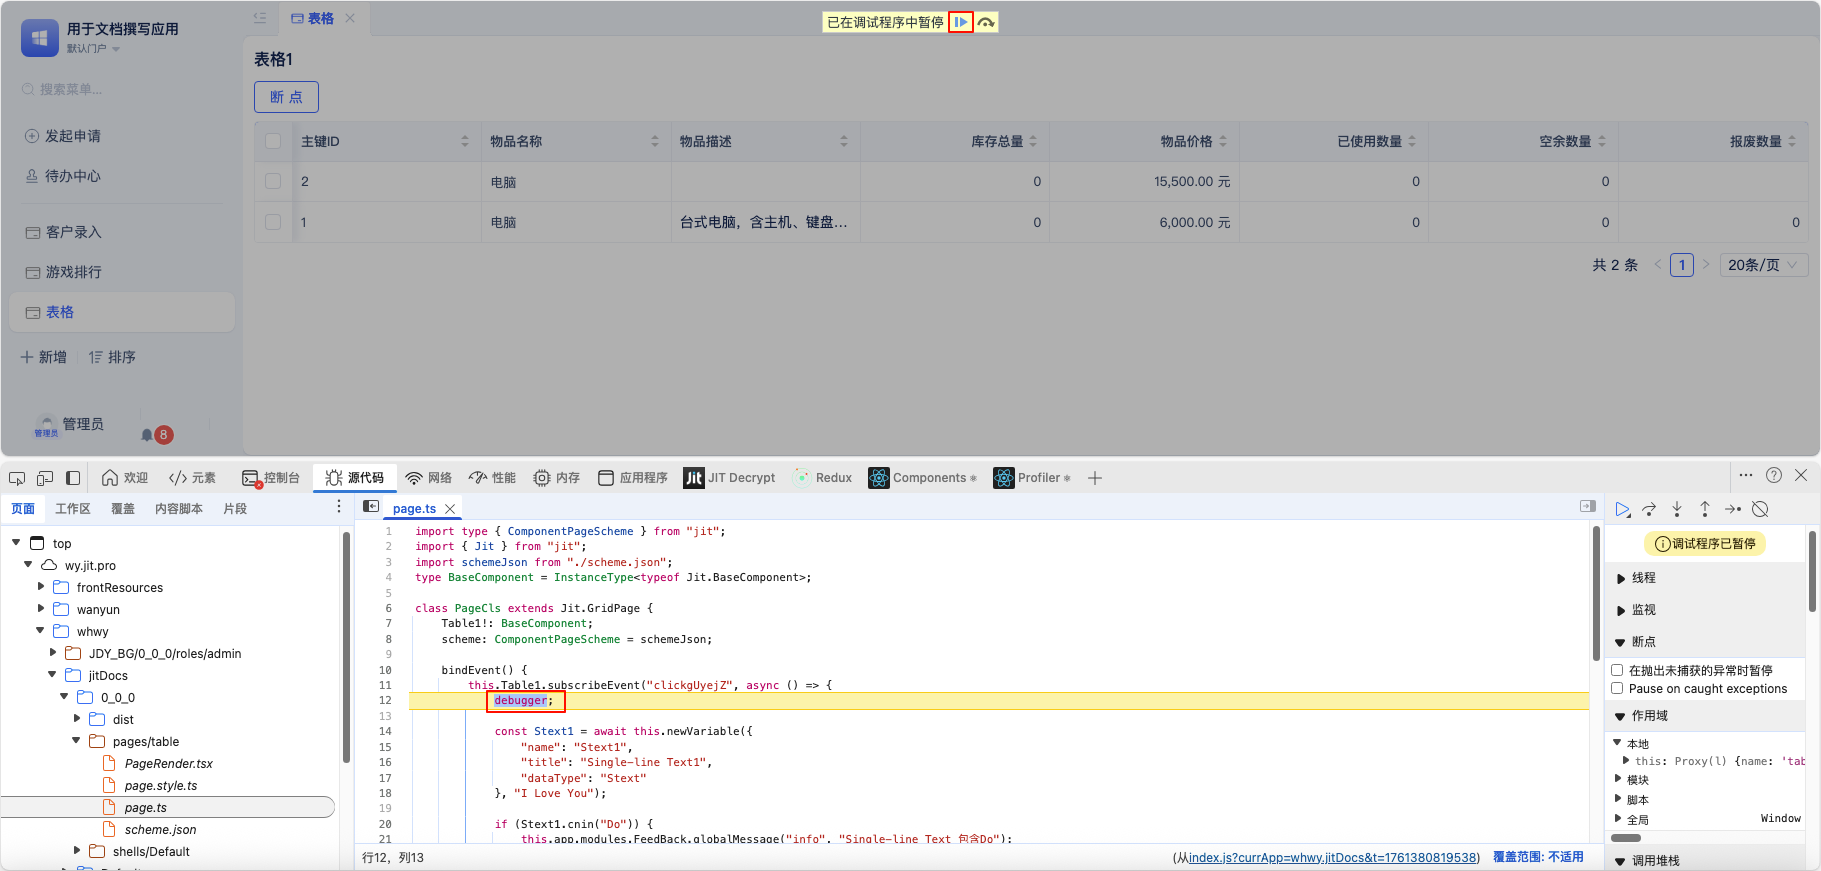 用于文档撰写应用
默认门户
搜索菜单...
发起申请
待办中心
客户录入
游戏排行
表格
新增
排序
管理员
管理员
8
表格
已在调试程序中暂停
表格1
断 点
主键ID 物品名称 物品描述 库存总量 物品价格 已使用数量 空余数量 报废数量
2 电脑 0 15,500.00 元 0 0
1 电脑 台式电脑，含主机、键盘... 0 6,000.00 元 0 0 0
共 2 条 1 20条/页
欢迎 元素 控制台 源代码 网络 性能 内存 应用程序 Jit JIT Decrypt Redux Components Profiler
页面 工作区 覆盖 内容脚本 片段
top
wy.jit.pro
frontResources
wanyun
whwy
JDY_BG/0_0_0/roles/admin
jitDocs
0_0_0
dist
pages/table
PageRender.tsx
page.style.ts
page.ts
scheme.json
shells/Default
page.ts
1 import type { ComponentPageScheme } from "jit";
2 import { Jit } from "jit";
3 import schemeJson from "./scheme.json";
4 type BaseComponent = InstanceType<typeof Jit.BaseComponent>;
5
6 class PageCls extends Jit.GridPage {
7 Table1!: BaseComponent;
8 scheme: ComponentPageScheme = schemeJson;
9
10 bindEvent() {
11 this.Table1.subscribeEvent("clickgUyejZ", async () => {
12 debugger;
13
14 const Stext1 = await this.newVariable({
15 "name": "Stext1",
16 "title": "Single-line Text1",
17 "dataType": "Stext"
18 }, "I Love You");
19
20 if (Stext1.cnin("Do")) {
21 this.app.modules.FeedBack.globalMessage("info", "Single-line Text 包含Do");
行12，列13
(从index.js?currApp=whwy.jitDocs&t=1761380819538)
覆盖范围: 不适用
调试程序已暂停
线程
监视
断点
在抛出未捕获的异常时暂停
Pause on caught exceptions
作用域
本地
this: Proxy(l) {name: 'tab
模块
脚本
全局 Window
调用堆栈